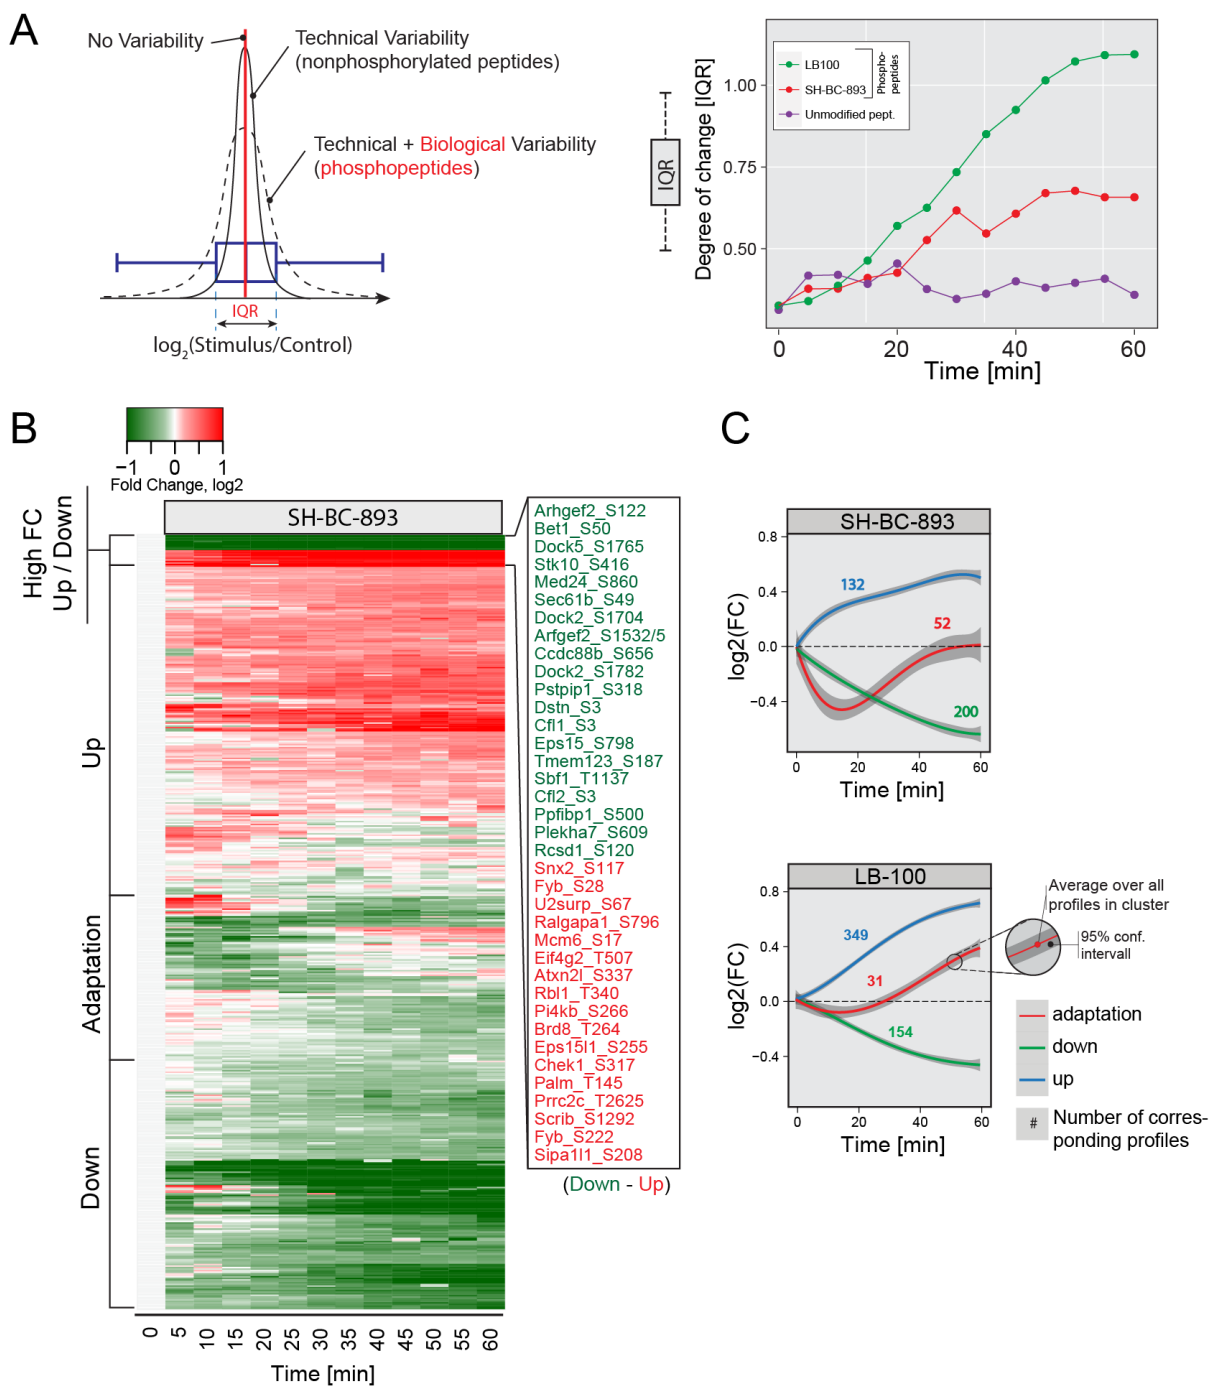 A
No Variability
Technical Variability
(nonphosphorylated peptides)
Technical + Biological Variability
(phosphopeptides)
IQR
log2(Stimulus/Control)
IQR
Degree of change [IQR]
1.00
0.75
0.50
LB100
SH-BC-893
Unmodified pept.
Phospho-
peptides
0
20
40
60
Time [min]
B
−1
0
1
Fold Change, log2
High FC
Up / Down
Up
Adaptation
Down
SH-BC-893
Arhgef2_S122
Bet1_S50
Dock5_S1765
Stk10_S416
Med24_S860
Sec61b_S49
Dock2_S1704
Arfgef2_S1532/5
Ccdc88b_S656
Dock2_S1782
Pstpip1_S318
Dstn_S3
Cfl1_S3
Eps15_S798
Tmem123_S187
Sbf1_T1137
Cfl2_S3
Ppfibp1_S500
Plekha7_S609
Rcsd1_S120
Snx2_S117
Fyb_S28
U2surp_S67
Ralgapa1_S796
Mcm6_S17
Eif4g2_T507
Atxn2l_S337
Rbl1_T340
Pi4kb_S266
Brd8_T264
Eps15l1_S255
Chek1_S317
Palm_T145
Prrc2c_T2625
Scrib_S1292
Fyb_S222
Sipa1l1_S208
(Down - Up)
0
5
10
15
20
25
30
35
40
45
50
55
60
Time [min]
C
SH-BC-893
log2(FC)
0.8
0.4
0.0
−0.4
132
52
200
0
20
40
60
Time [min]
LB-100
log2(FC)
0.8
0.4
0.0
−0.4
349
31
154
0
20
40
60
Time [min]
Average over all
profiles in cluster
95% conf.
intervall
adaptation
down
up
# Number of corres-
ponding profiles